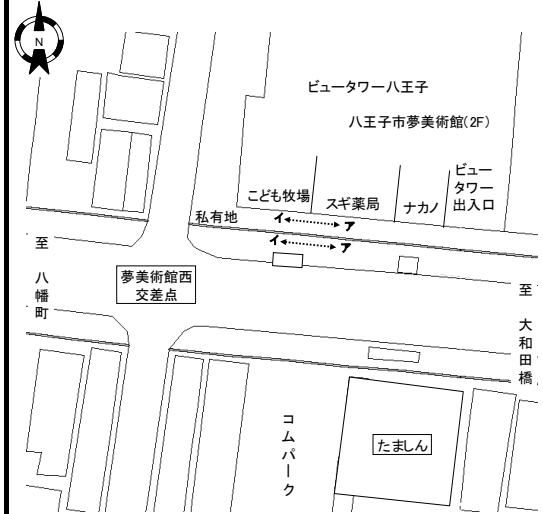 N
ビュータワー八王子
八王子市夢美術館(2F)
ビュー
タワー
出入口
こども牧場
スギ薬局
ナカノ
私有地
イ
ア
イ
ア
至
八
幡
町
夢美術館西
交差点
至
大
和
田
橋
コムパーク
たましん